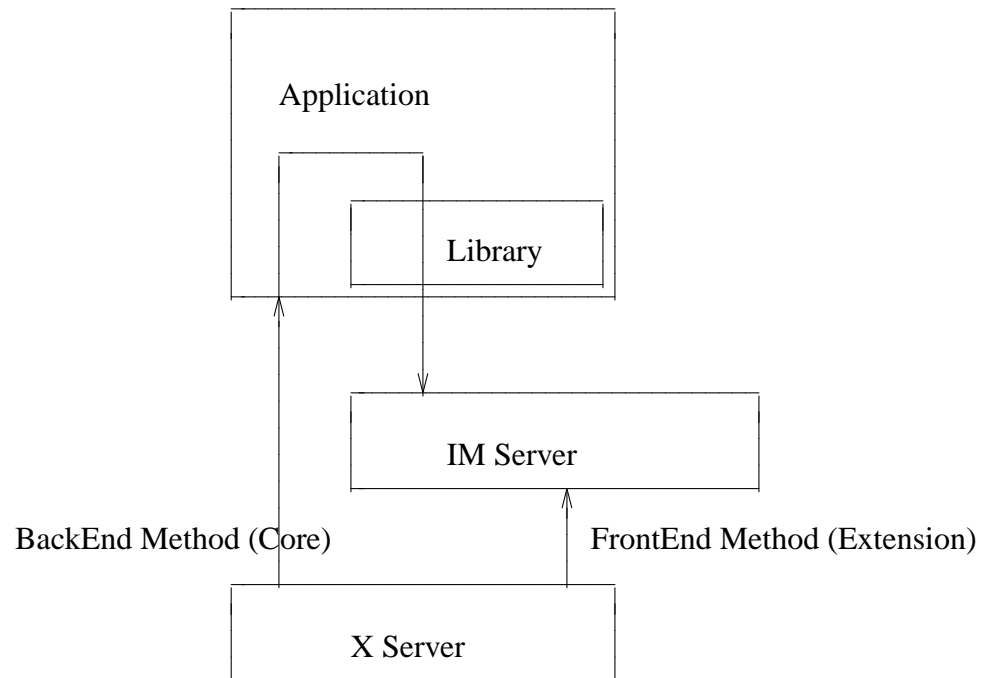 Application
Library
IM Server
BackEnd Method (Core)
FrontEnd Method (Extension)
X Server